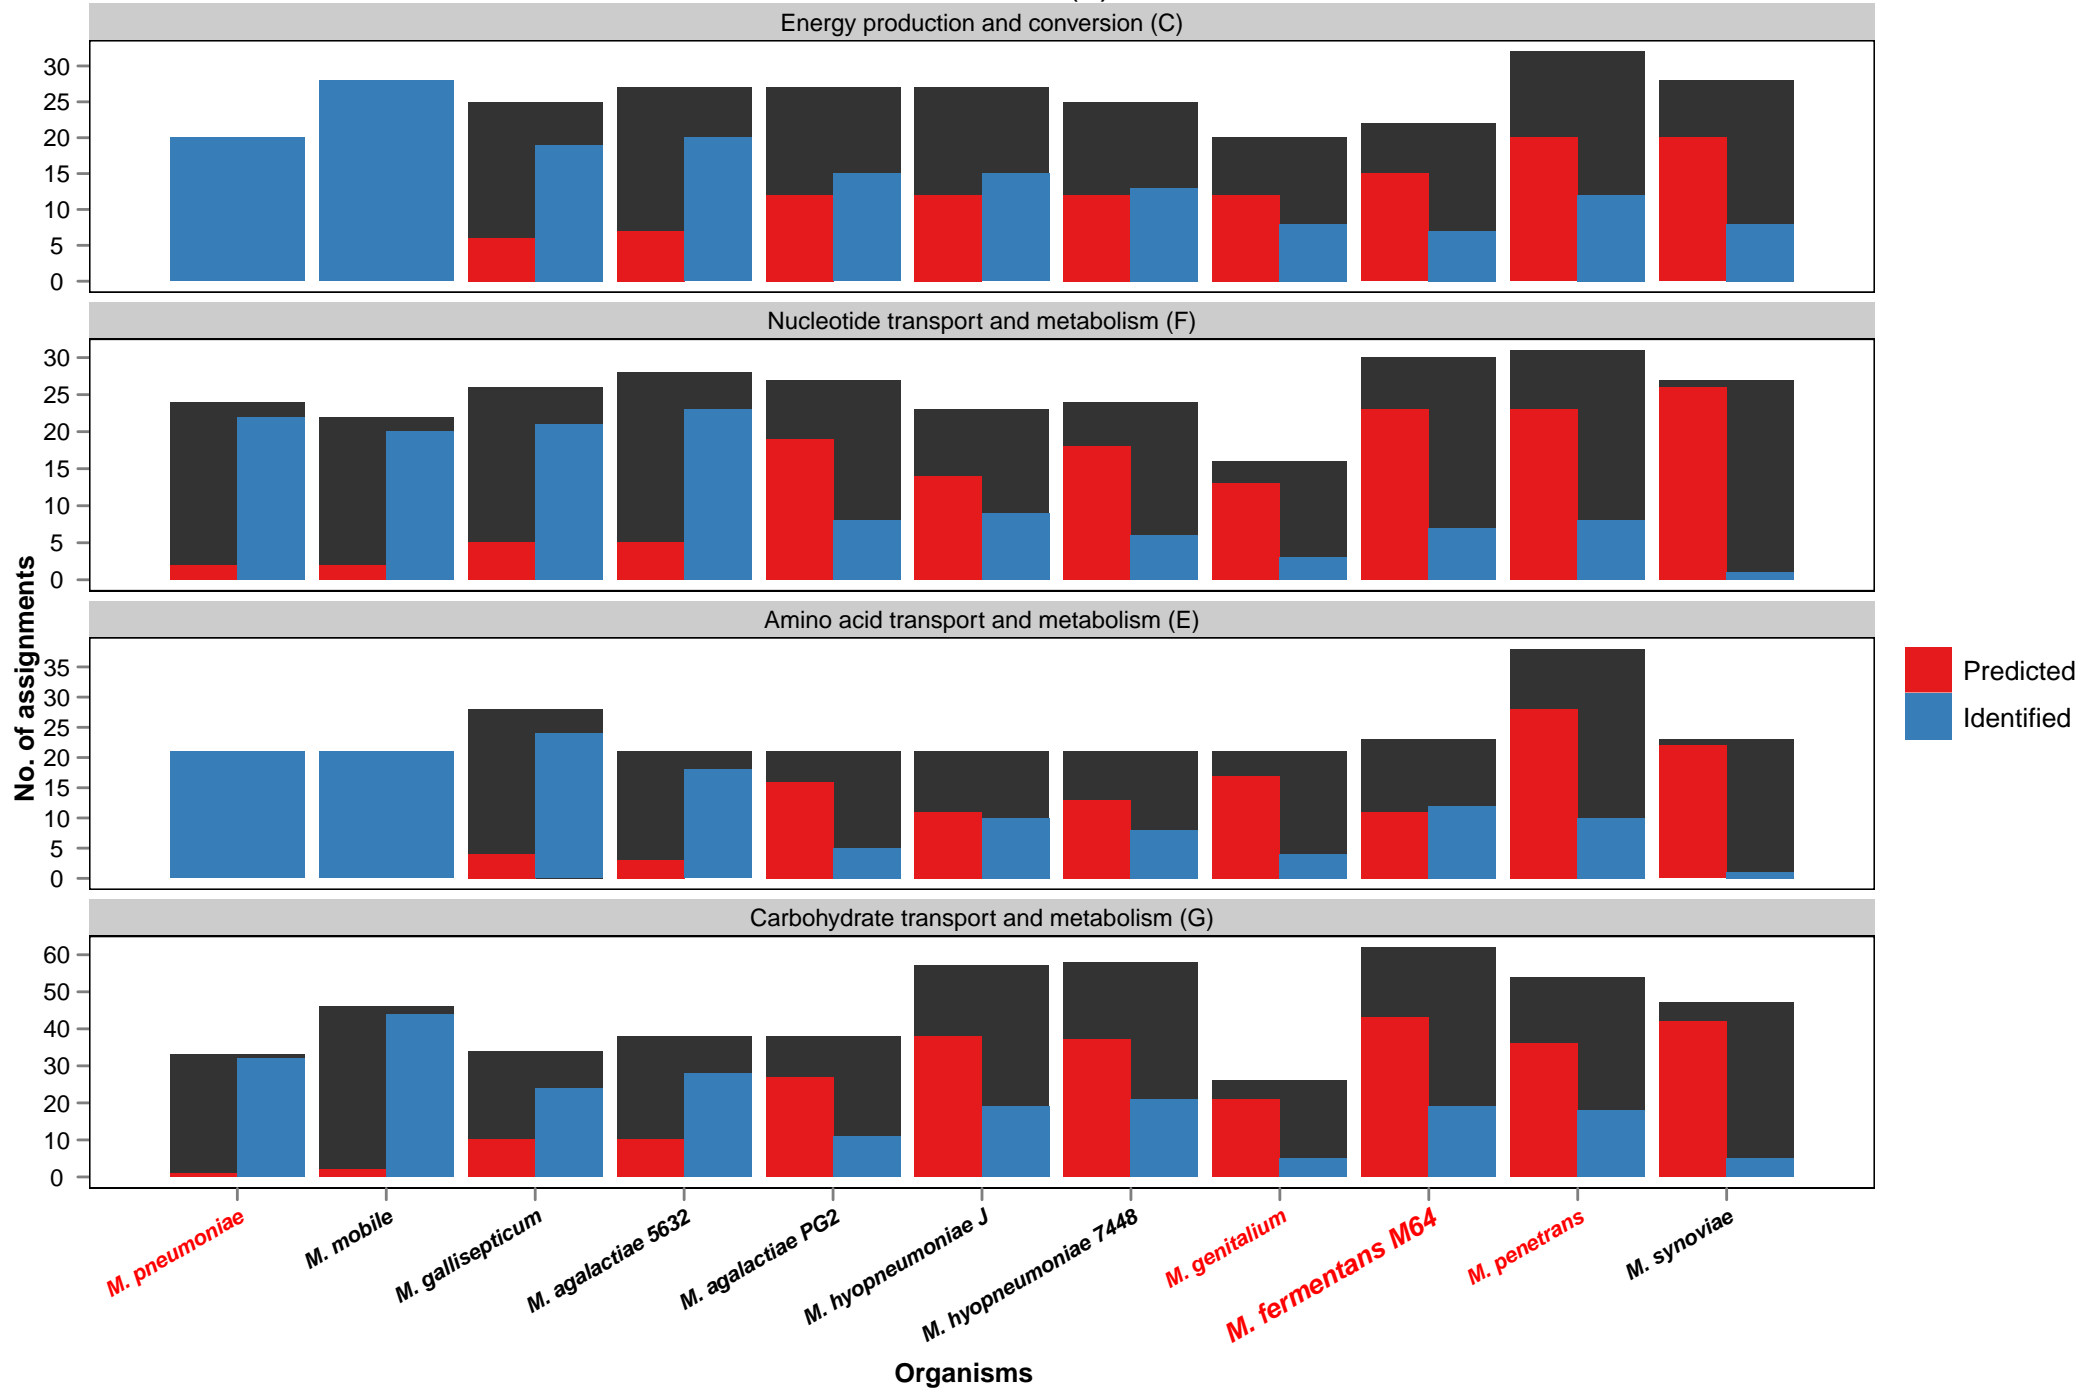 Energy production and conversion (C)
30
25
20
15
10
5
0
Nucleotide transport and metabolism (F)
30
25
20
15
10
5
0
Amino acid transport and metabolism (E)
35
30
25
20
15
10
5
0
Carbohydrate transport and metabolism (G)
60
50
40
30
20
10
0
No. of assignments
M. pneumoniae
M. mobile
M. gallisepticum
M. agalactiae 5632
M. agalactiae PG2
M. hyopneumoniae J
M. hyopneumoniae 7448
M. genitalium
M. fermentans M64
M. penetrans
M. synoviae
Organisms
Predicted
Identified